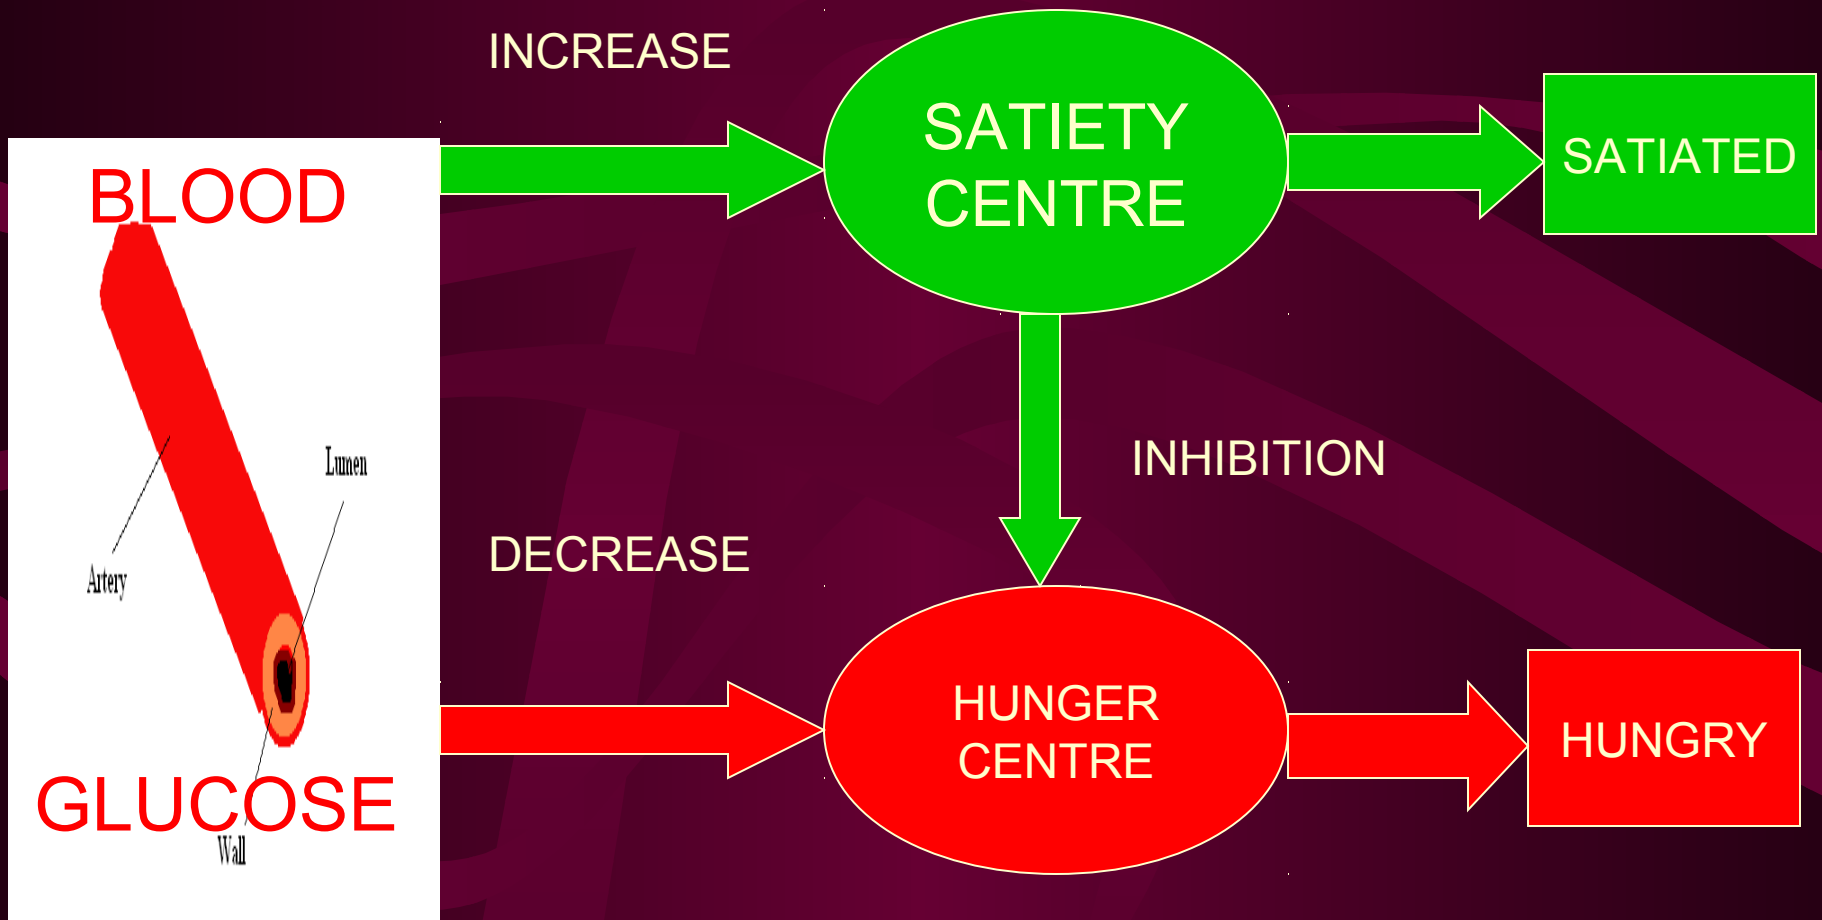 INCREASE
SATIETY
CENTRE
SATIATED
BLOOD
Lumen
Artery
GLUCOSE
Wall
INHIBITION
DECREASE
HUNGER
CENTRE
HUNGRY